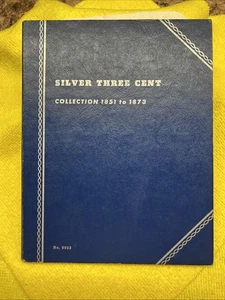 SILVER THREE CENT
COLLECTION 1851 to 1873